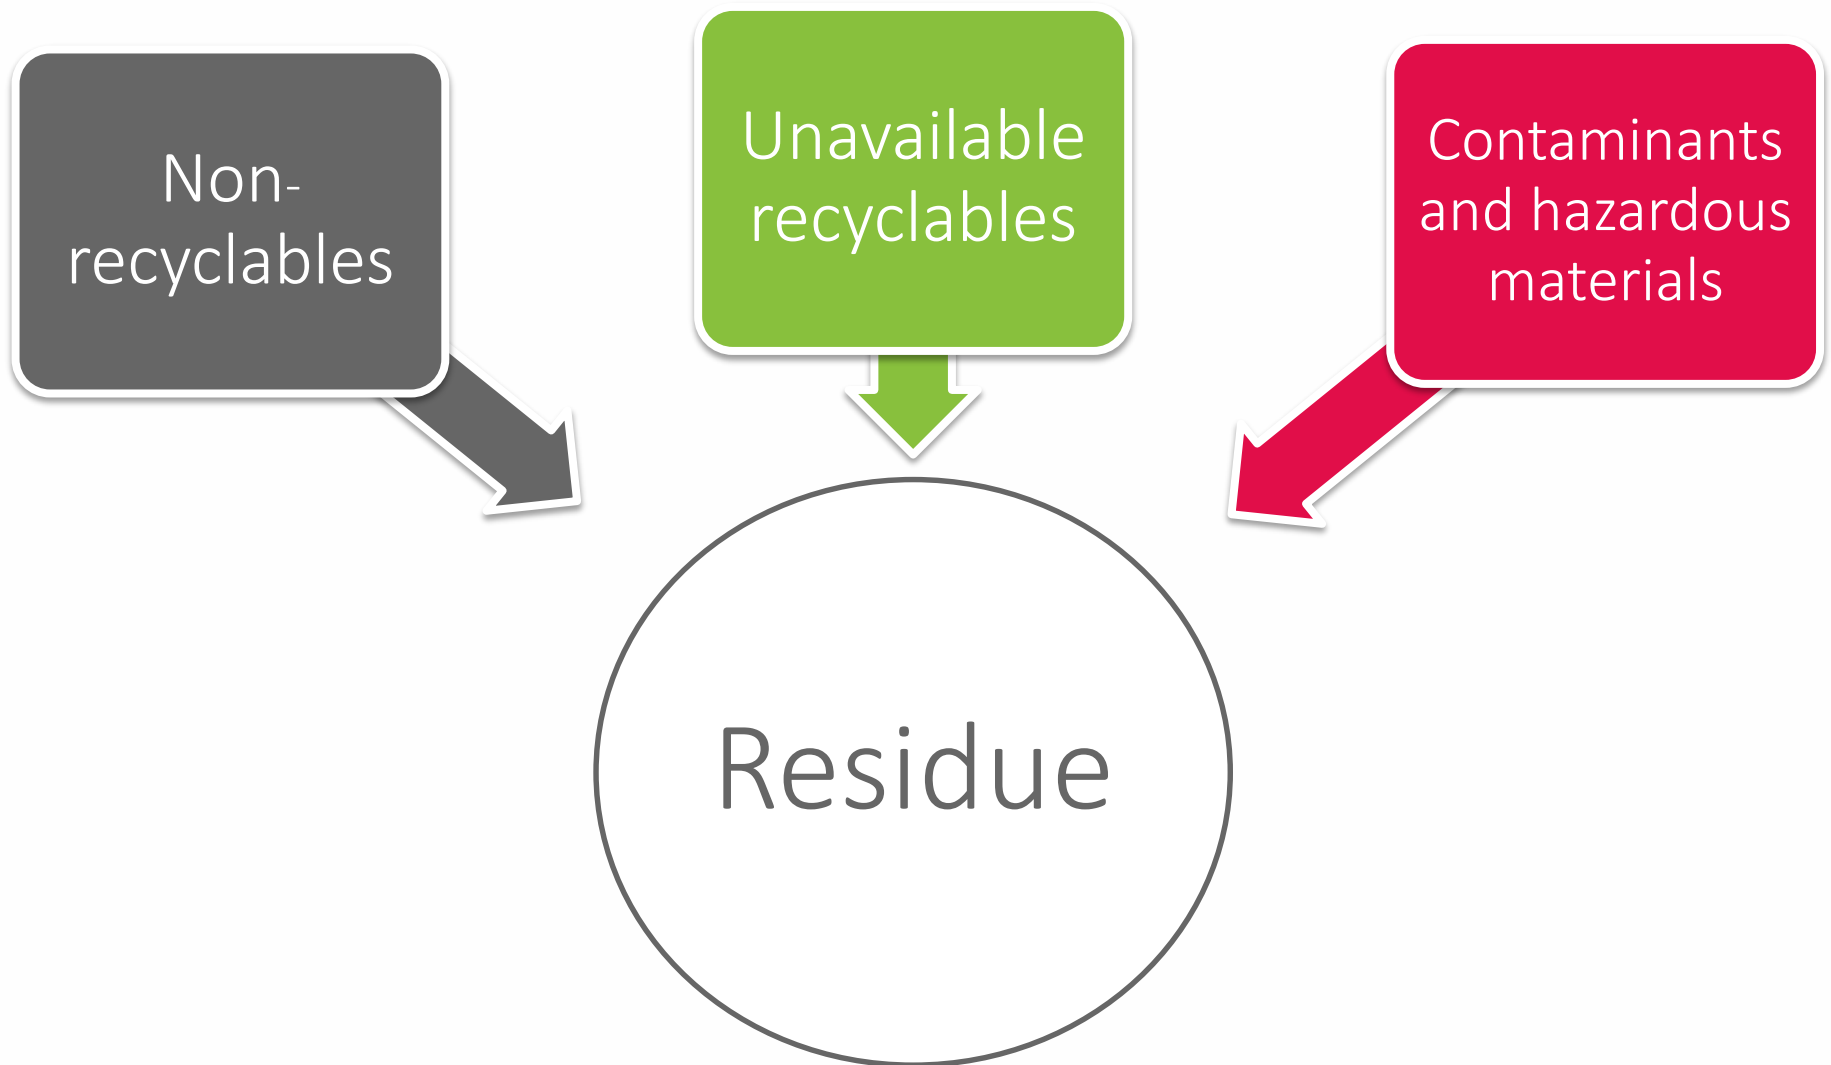 Non-
recyclables
Unavailable
recyclables
Contaminants
and hazardous
materials
Residue